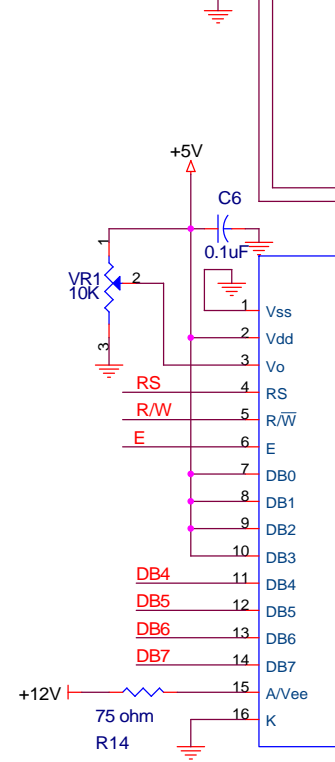 +5V
C6
0.1uF
1
VR1
10K
2
3
1 Vss
2 Vdd
3 Vo
RS 4 RS
R/W 5 R/W̅
E 6 E
7 DB0
8 DB1
9 DB2
10 DB3
DB4 11 DB4
DB5 12 DB5
DB6 13 DB6
DB7 14 DB7
+12V 15 A/Vee
75 ohm
R14
16 K